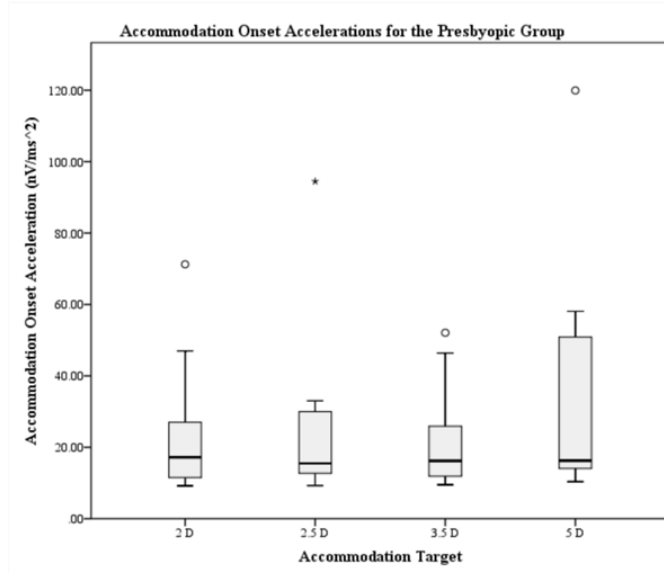 Accommodation Onset Accelerations for the Presbyopic Group
Accommodation Onset Acceleration (nV/ms^2)
120.00
100.00
80.00
60.00
40.00
20.00
.00
2 D
2.5 D
3.5 D
5 D
Accommodation Target